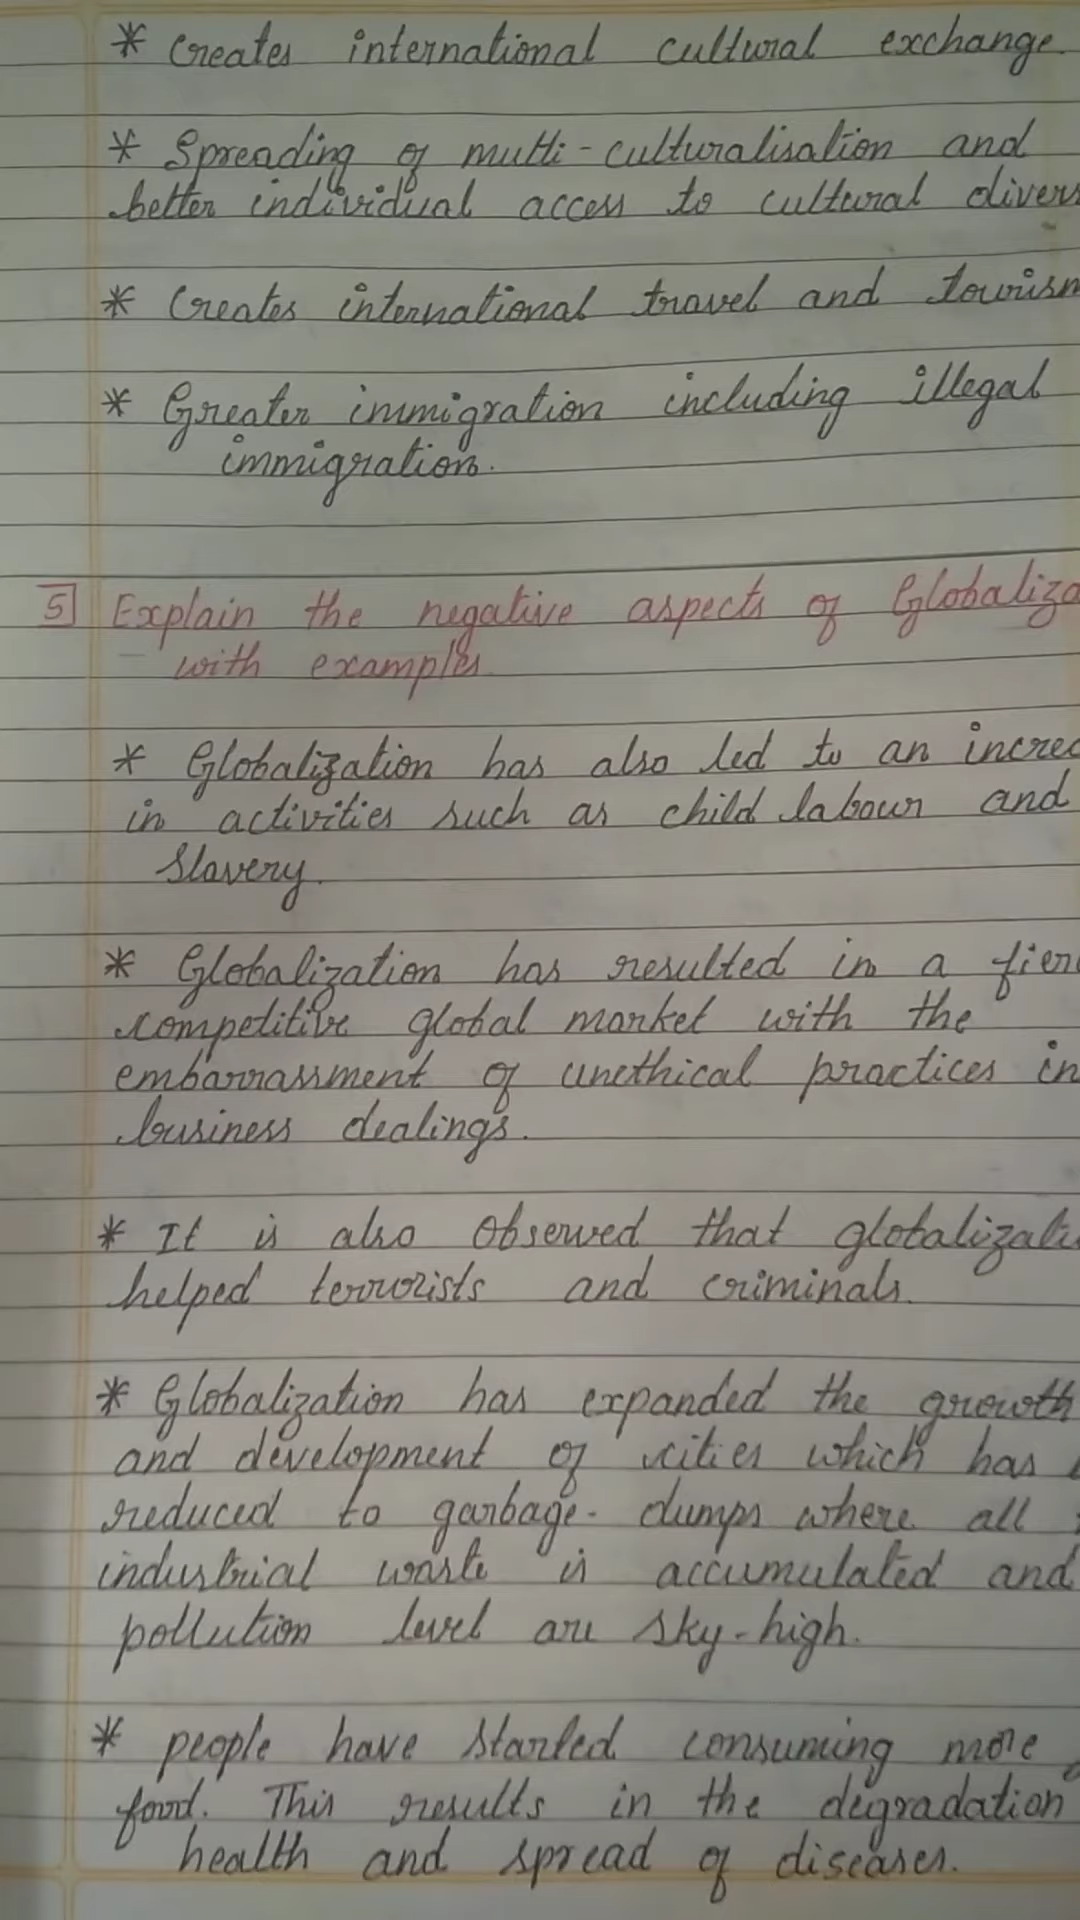 * Creates international cultural exchange.
* Spreading of multi-culturalisation and
better individual access to cultural divers
* Creates international travel and tourism
* Greater immigration including illegal
immigration.
5 Explain the negative aspects of Globaliza
with examples
* Globalization has also led to an increa
in activities such as child labour and
Slavery.
* Globalization has resulted in a fier
competitive global market with the
embarrassment of unethical practices in
business dealings.
* It is also observed that globalizati
helped terrorists and criminals.
* Globalization has expanded the growth
and development of cities which has
reduced to garbage-dumps where all
industrial waste is accumulated and
pollution level are sky-high.
* people have started consuming more
food. This results in the degradation
health and spread of diseases.